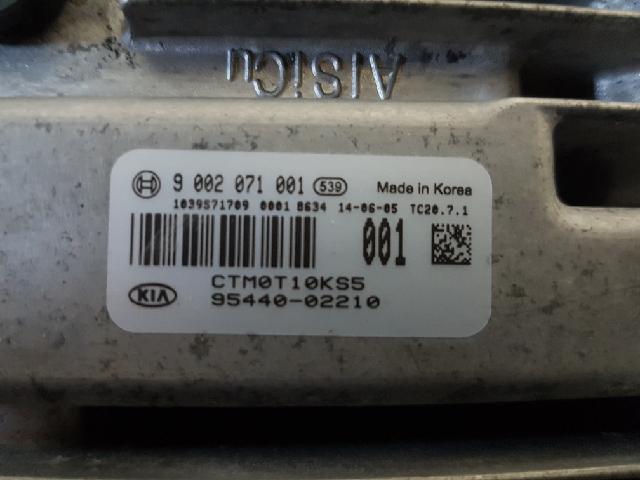 AlSiCu
9 002 071 001 539 Made in Korea
1039S71709 0001 8634 14-06-05 TC20.7.1
001
CTM0T10KS5
KIA 95440-02210